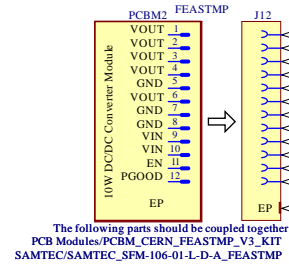 PCBM2 FEASTMP J12
10W DC/DC Converter Module
VOUT 1
VOUT 2
VOUT 3
VOUT 4
GND 5
VOUT 6
GND 7
GND 8
VIN 9
VIN 10
EN 11
PGOOD 12
EP
EP
The following parts should be coupled together
PCB Modules/PCBM_CERN_FEASTMP_V3_KIT
SAMTEC/SAMTEC_SFM-106-01-L-D-A_FEASTMP